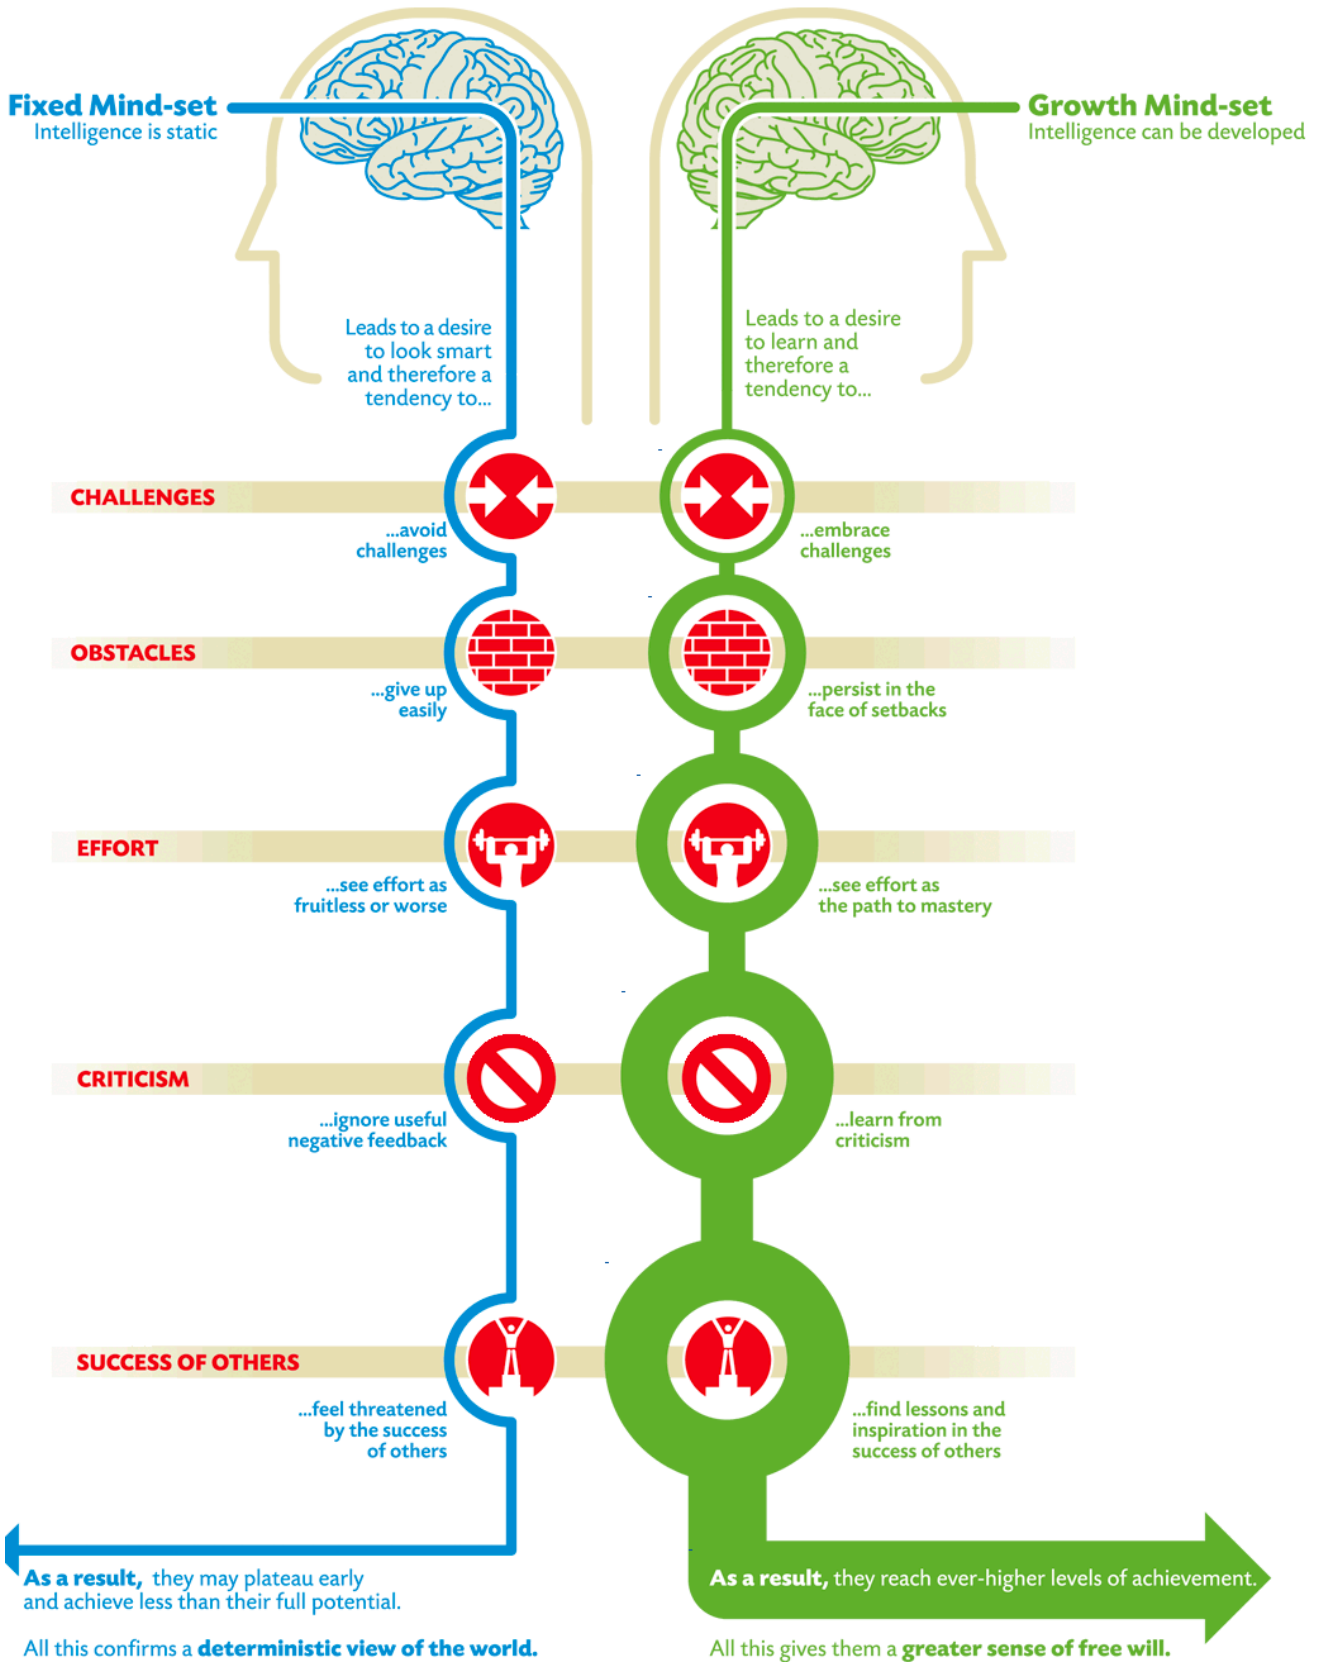 Fixed Mind-set
Intelligence is static
Growth Mind-set
Intelligence can be developed
Leads to a desire
to look smart
and therefore a
tendency to...
Leads to a desire
to learn and
therefore a
tendency to...
CHALLENGES
...avoid
challenges
...embrace
challenges
OBSTACLES
...give up
easily
...persist in the
face of setbacks
EFFORT
...see effort as
fruitless or worse
...see effort as
the path to mastery
CRITICISM
...ignore useful
negative feedback
...learn from
criticism
SUCCESS OF OTHERS
...feel threatened
by the success
of others
...find lessons and
inspiration in the
success of others
As a result, they may plateau early
and achieve less than their full potential.
All this confirms a deterministic view of the world.
As a result, they reach ever-higher levels of achievement.
All this gives them a greater sense of free will.